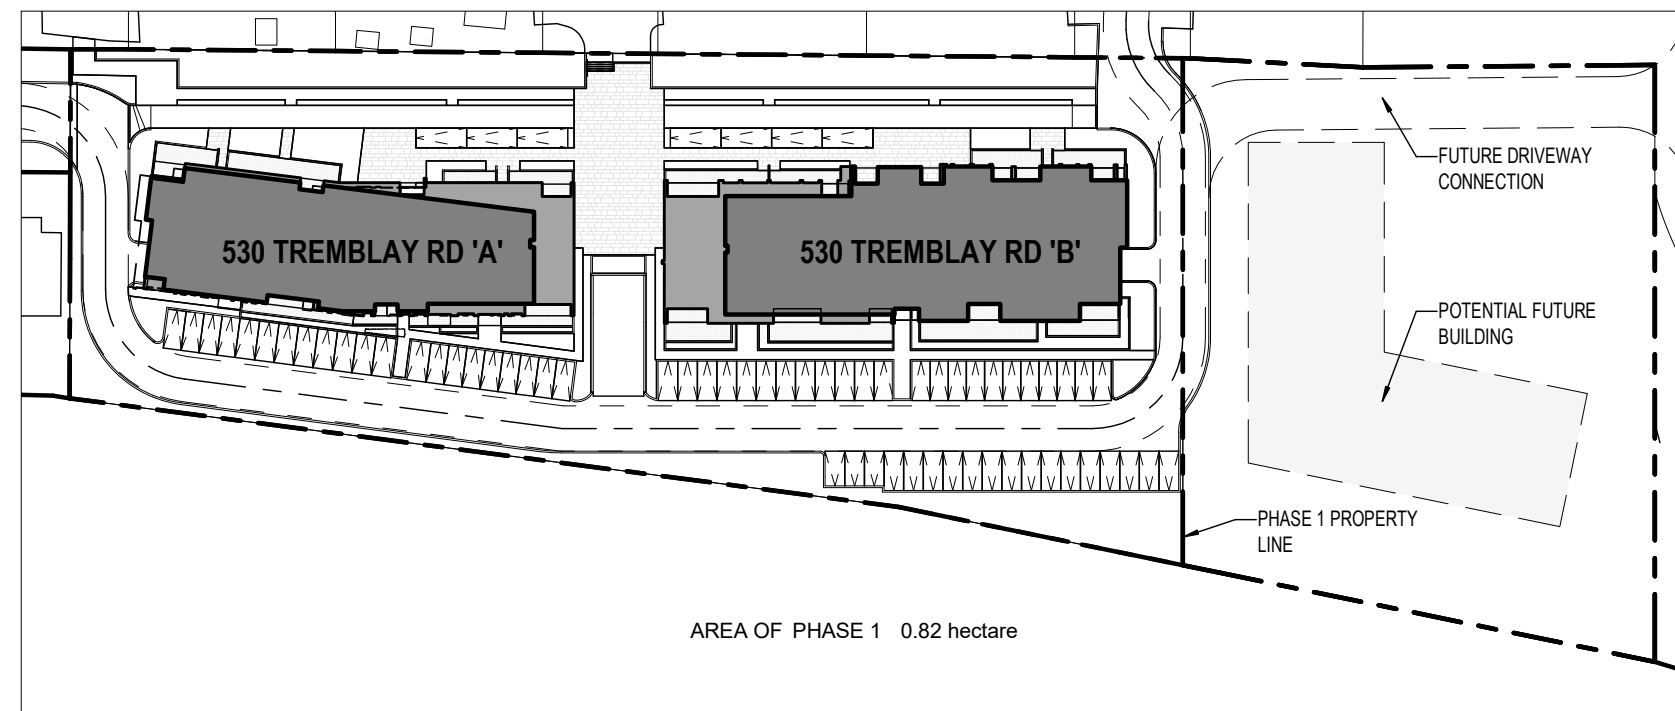 FUTURE DRIVEWAY
CONNECTION
530 TREMBLAY RD 'A'
530 TREMBLAY RD 'B'
POTENTIAL FUTURE
BUILDING
PHASE 1 PROPERTY
LINE
AREA OF PHASE 1 0.82 hectare